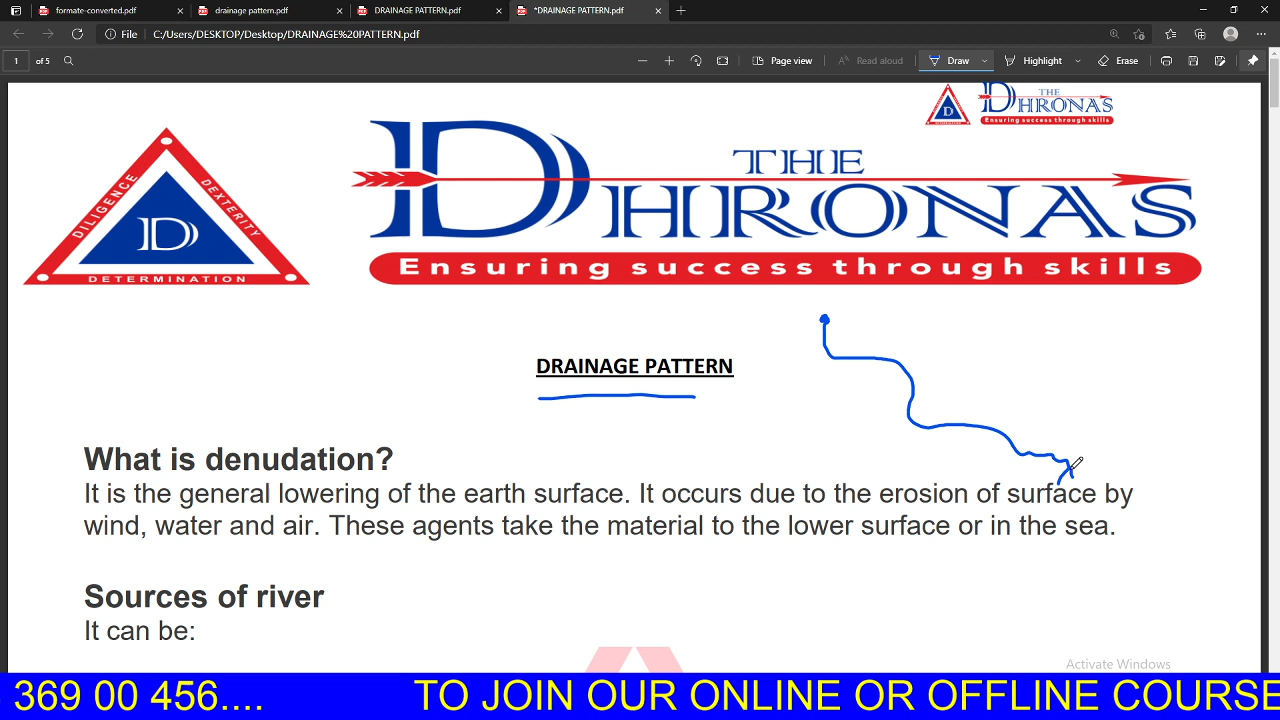 formate-converted.pdf
drainage pattern.pdf
DRAINAGE PATTERN.pdf
*DRAINAGE PATTERN.pdf
File C:/Users/DESKTOP/Desktop/DRAINAGE%20PATTERN.pdf
1 of 5
Page view
Read aloud
Draw
Highlight
Erase
D
THE
DHRONAS
Ensuring success through skills
DILIGENCE
DEXTERITY
D
DETERMINATION
THE
DHRONAS
Ensuring success through skills
DRAINAGE PATTERN
What is denudation?
It is the general lowering of the earth surface. It occurs due to the erosion of surface by
wind, water and air. These agents take the material to the lower surface or in the sea.
Sources of river
It can be:
Activate Windows
369 00 456.... TO JOIN OUR ONLINE OR OFFLINE COURSE